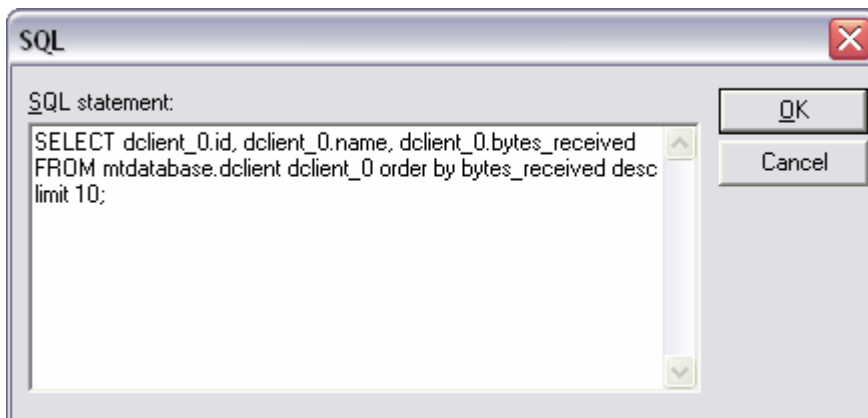 SQL
SQL statement:
SELECT dclient_0.id, dclient_0.name, dclient_0.bytes_received
FROM mtdatabase.dclient dclient_0 order by bytes_received desc
limit 10;
OK
Cancel